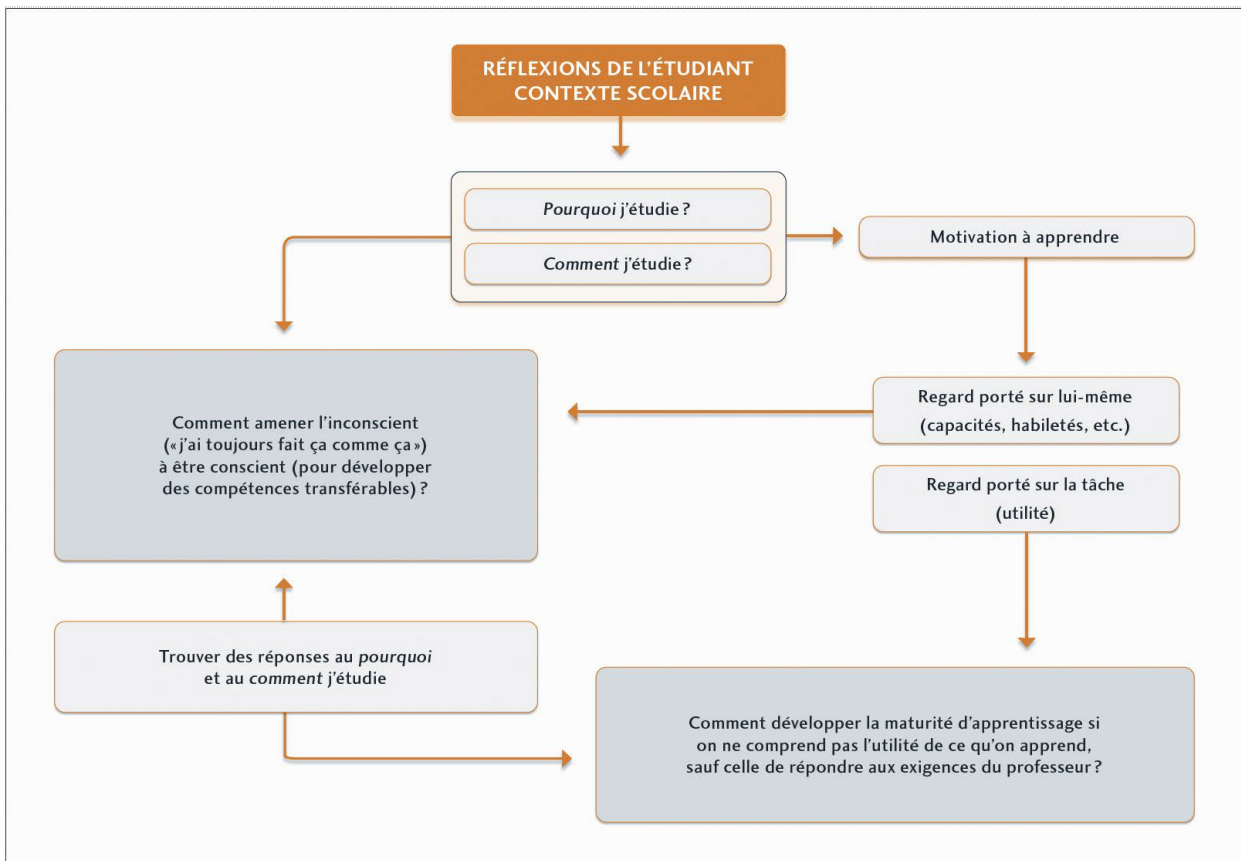 RÉFLEXIONS DE L'ÉTUDIANT
CONTEXTE SCOLAIRE
Pourquoi j'étudie ?
Comment j'étudie ?
Motivation à apprendre
Regard porté sur lui-même
(capacités, habiletés, etc.)
Regard porté sur la tâche
(utilité)
Comment amener l'inconscient
(« j'ai toujours fait ça comme ça »)
à être conscient (pour développer
des compétences transférables) ?
Trouver des réponses au pourquoi
et au comment j'étudie
Comment développer la maturité d'apprentissage si
on ne comprend pas l'utilité de ce qu'on apprend,
sauf celle de répondre aux exigences du professeur ?